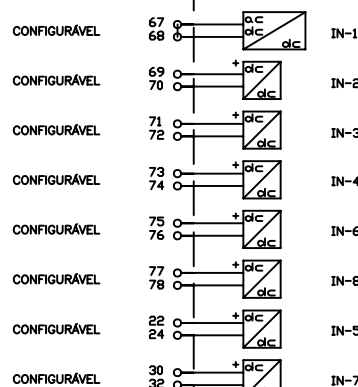 CONFIGURÁVEL 67 ac IN-1
68 dc
dc
CONFIGURÁVEL 69 + dc IN-2
70 dc
CONFIGURÁVEL 71 + dc IN-3
72 dc
CONFIGURÁVEL 73 + dc IN-4
74 dc
CONFIGURÁVEL 75 + dc IN-6
76 dc
CONFIGURÁVEL 77 + dc IN-8
78 dc
CONFIGURÁVEL 22 + dc IN-5
24 dc
CONFIGURÁVEL 30 + dc IN-7
32 dc